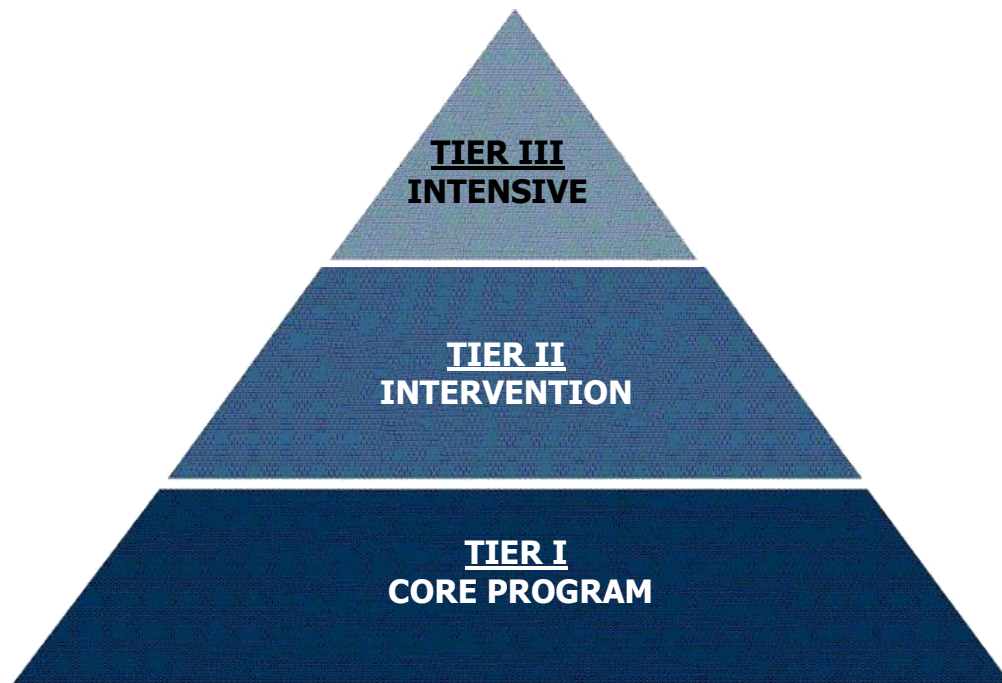 TIER III
INTENSIVE
TIER II
INTERVENTION
TIER I
CORE PROGRAM